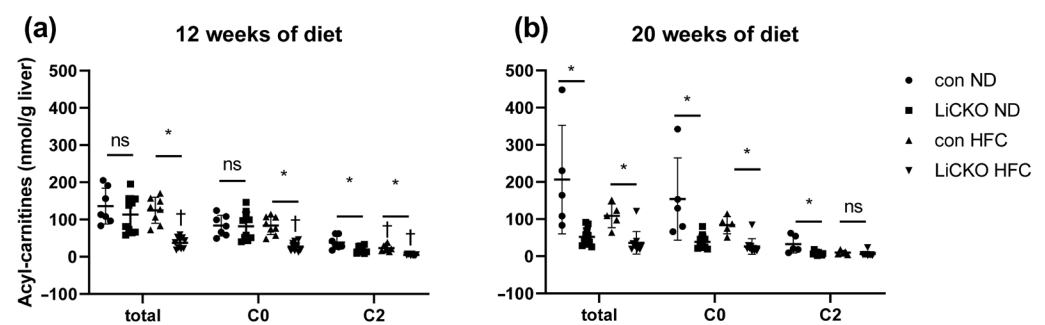 (a)
12 weeks of diet
Acyl-carnitines (nmol/g liver)
500
400
300
200
100
0
−100
ns
*
ns
*
*
*
†
†
†
†
total
C0
C2
(b)
20 weeks of diet
500
400
300
200
100
0
−100
*
*
*
*
*
ns
total
C0
C2
con ND
LiCKO ND
con HFC
LiCKO HFC